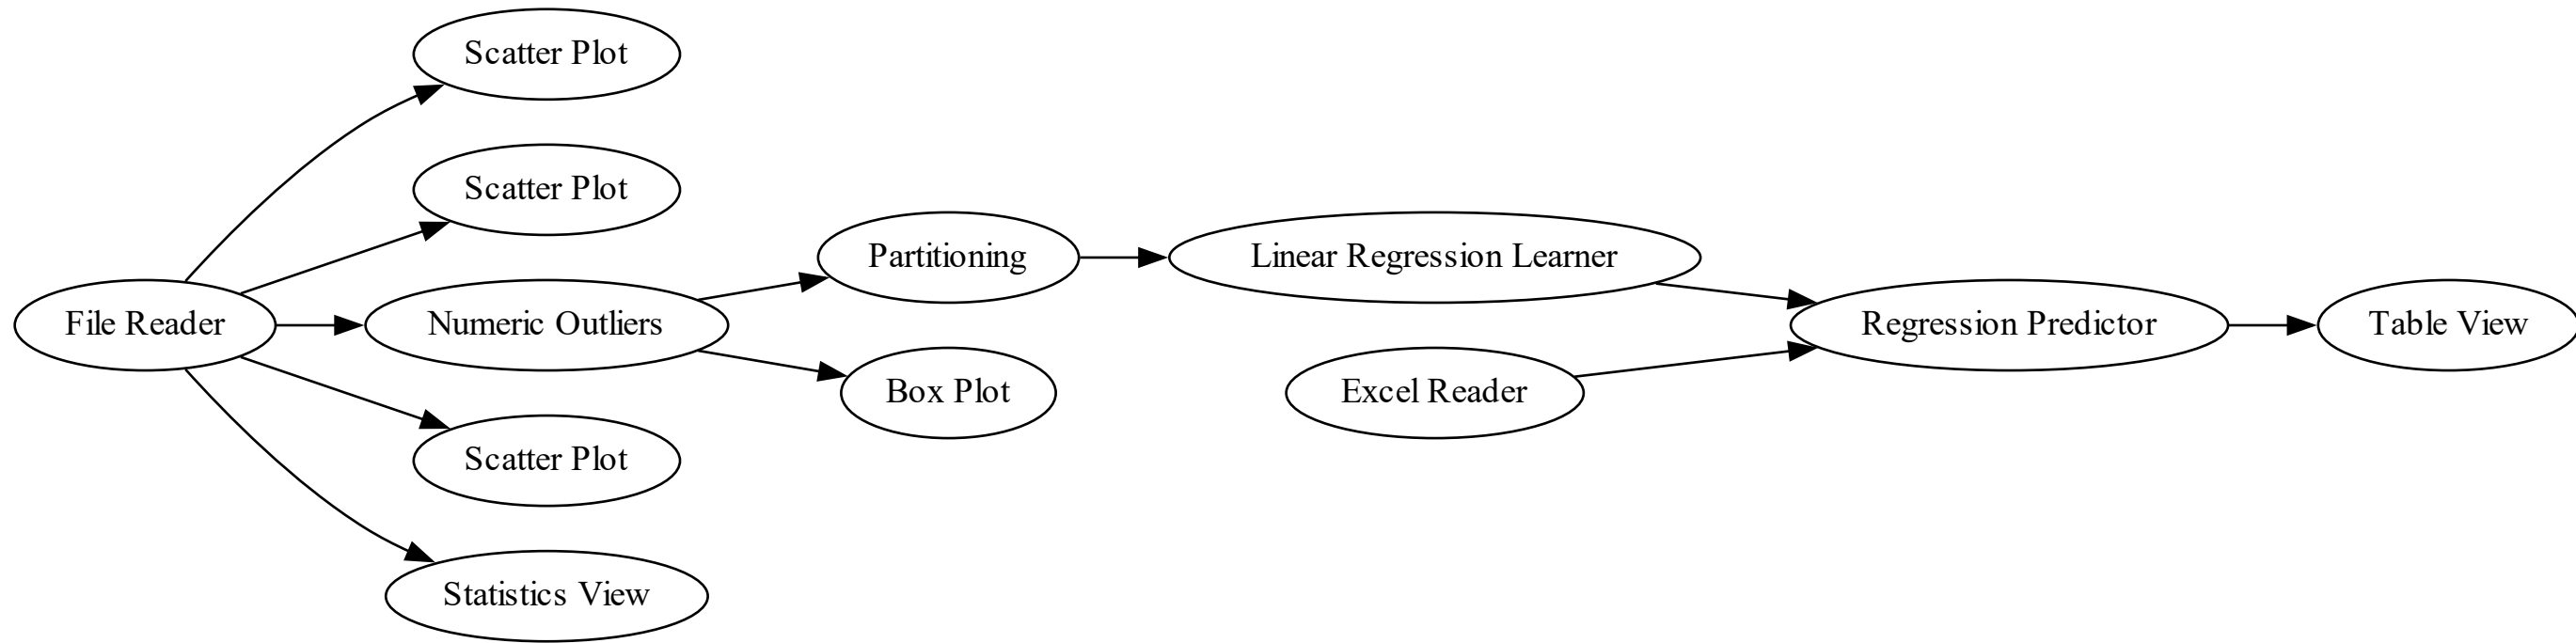 Scatter Plot
Scatter Plot
File Reader
Numeric Outliers
Scatter Plot
Statistics View
Partitioning
Box Plot
Linear Regression Learner
Excel Reader
Regression Predictor
Table View